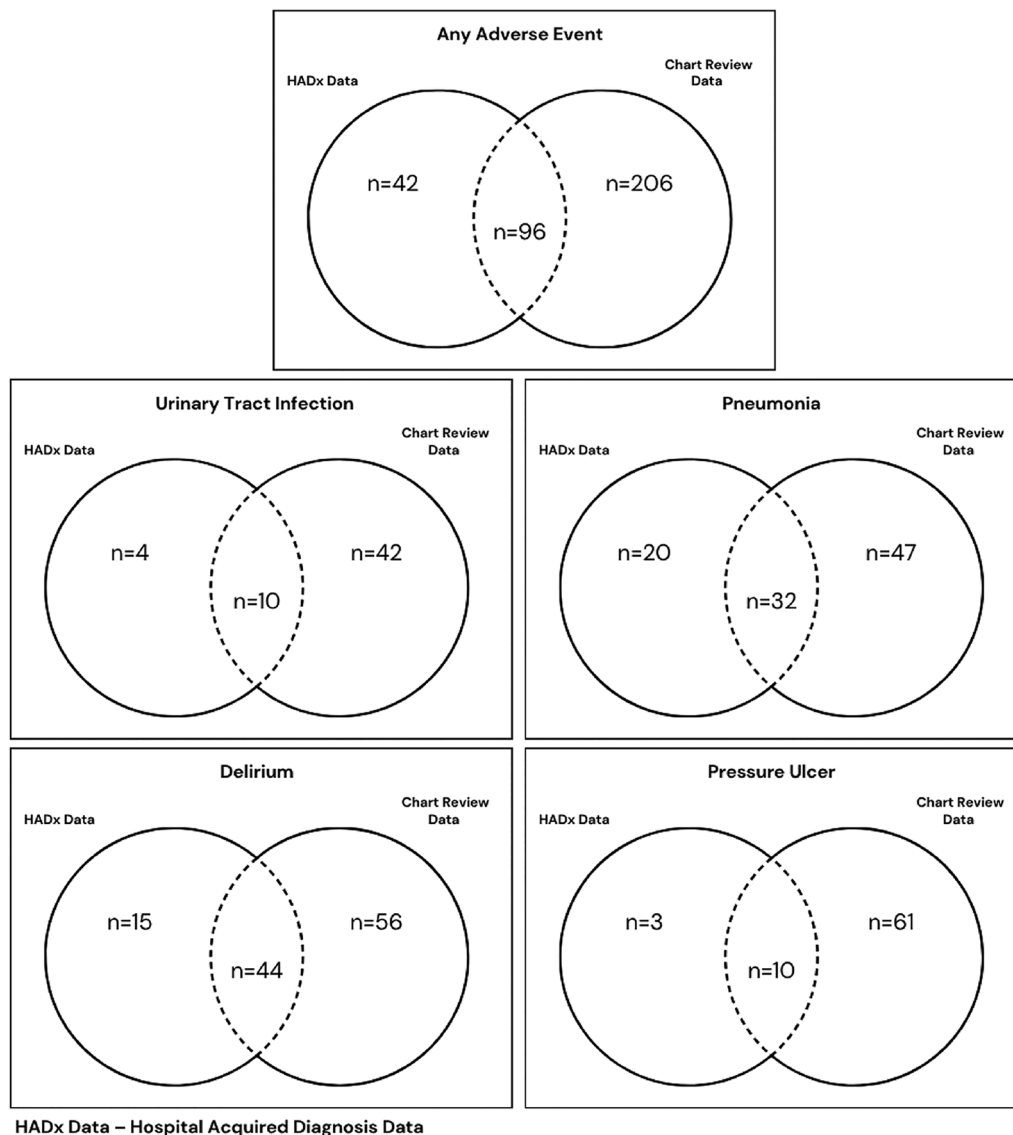 Any Adverse Event
HADx Data
Chart Review
Data
n=42
n=206
n=96
Urinary Tract Infection
HADx Data
Chart Review
Data
n=4
n=42
n=10
Pneumonia
HADx Data
Chart Review
Data
n=20
n=47
n=32
Delirium
HADx Data
Chart Review
Data
n=15
n=56
n=44
Pressure Ulcer
HADx Data
Chart Review
Data
n=3
n=61
n=10
HADx Data – Hospital Acquired Diagnosis Data